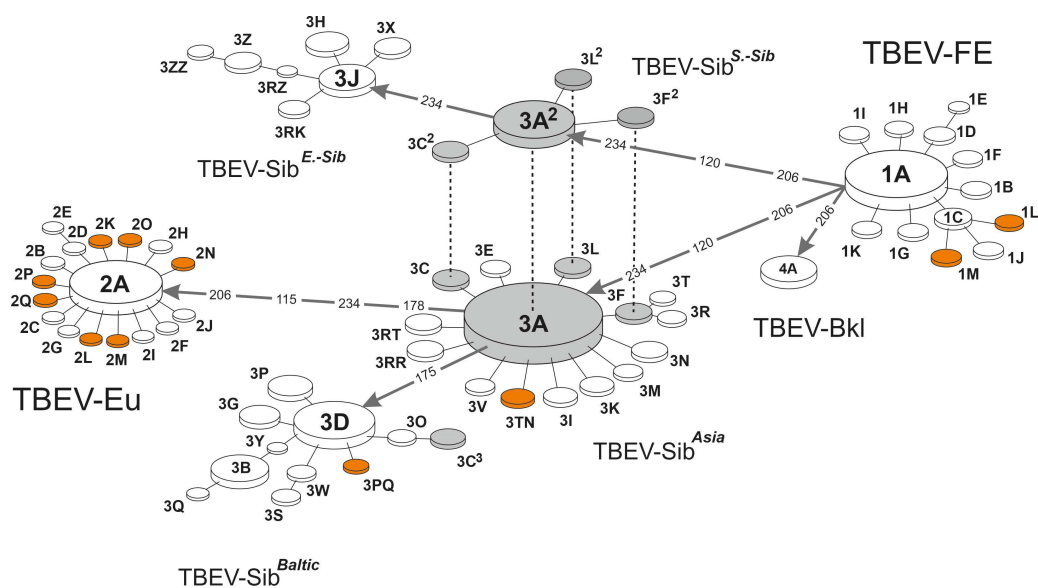 3H
3X
3Z
3ZZ
3J
3RZ
3RK
234
TBEV-Sib E.-Sib
3L²
TBEV-Sib S.-Sib
3F²
3A²
3C²
234
120
206
TBEV-FE
1E
1H
1I
1D
1F
1A
1B
1L
1C
1K
1G
1M
1J
206
206
120
234
4A
TBEV-Bkl
2E
2K
2O
2D
2H
2B
2N
2P
2A
2Q
2C
2J
2G
2F
2L
2M
2I
TBEV-Eu
206
115
234
178
3E
3L
3C
3T
3F
3A
3R
3RT
3RR
3N
3M
3V
3K
3TN
3I
TBEV-Sib Asia
175
3P
3G
3D
3O
3Y
3C³
3B
3W
3PQ
3Q
3S
TBEV-Sib Baltic